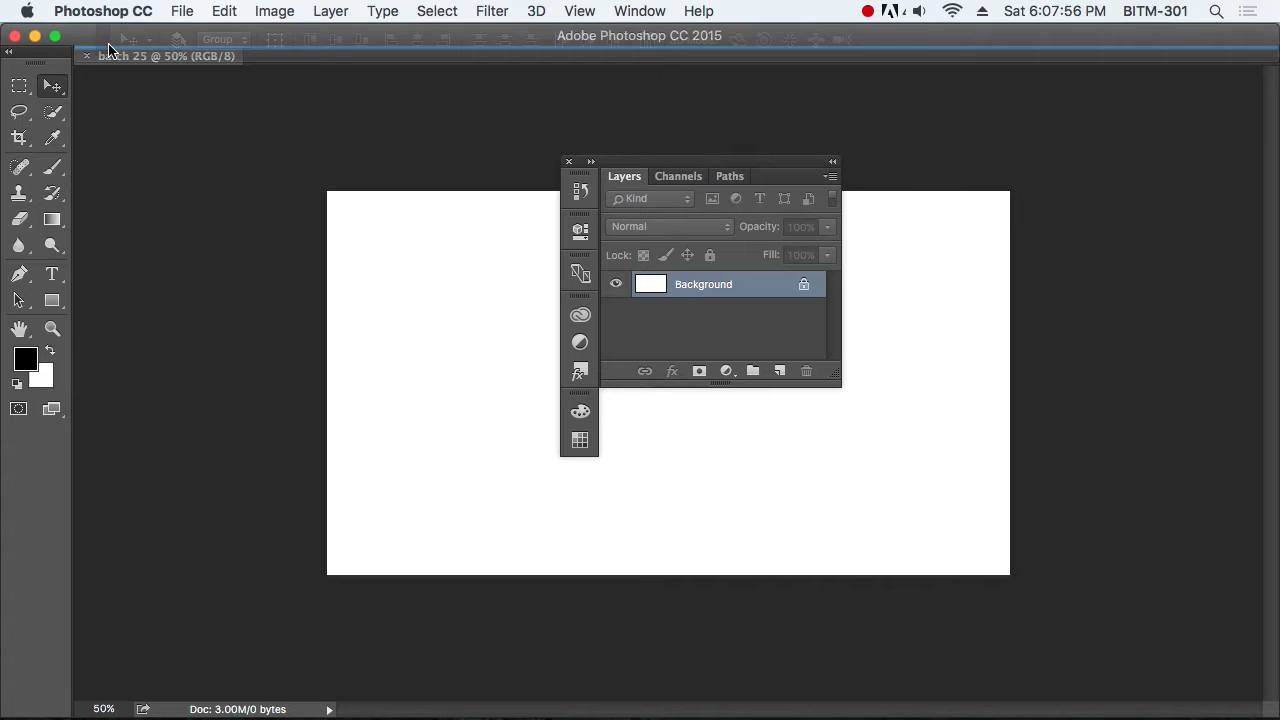 Photoshop CC File Edit Image Layer Type Select Filter 3D View Window Help Sat 6:07:56 PM BITM-301
Group
Adobe Photoshop CC 2015
batch 25 @ 50% (RGB/8)
Layers Channels Paths
Kind
Normal Opacity: 100%
Lock: Fill: 100%
Background
50% Doc: 3.00M/0 bytes